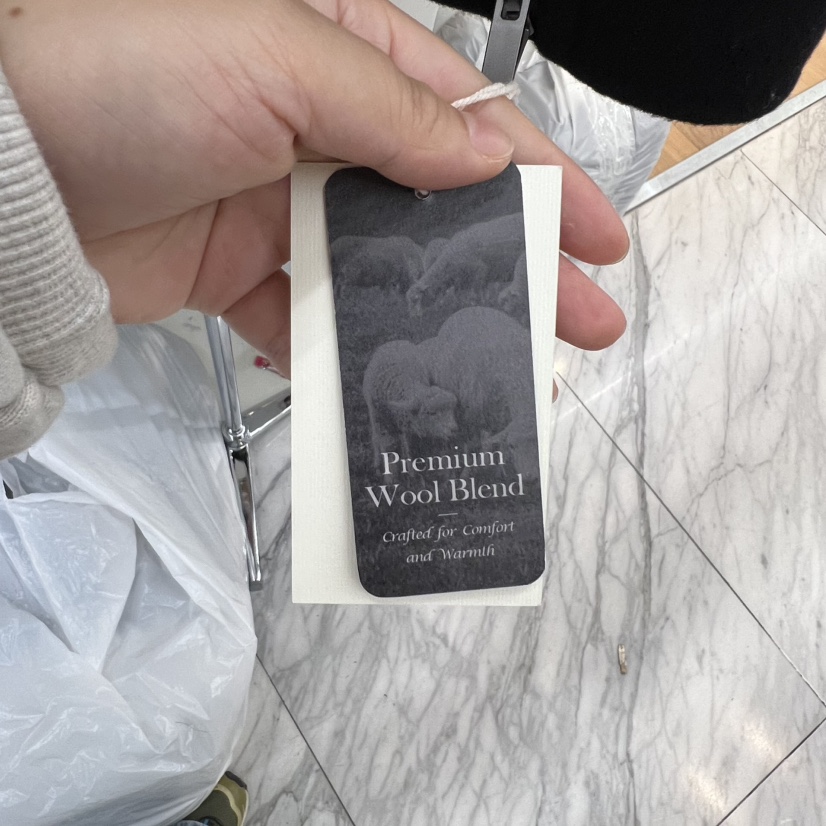 Premium
Wool Blend
Crafted for Comfort
and Warmth